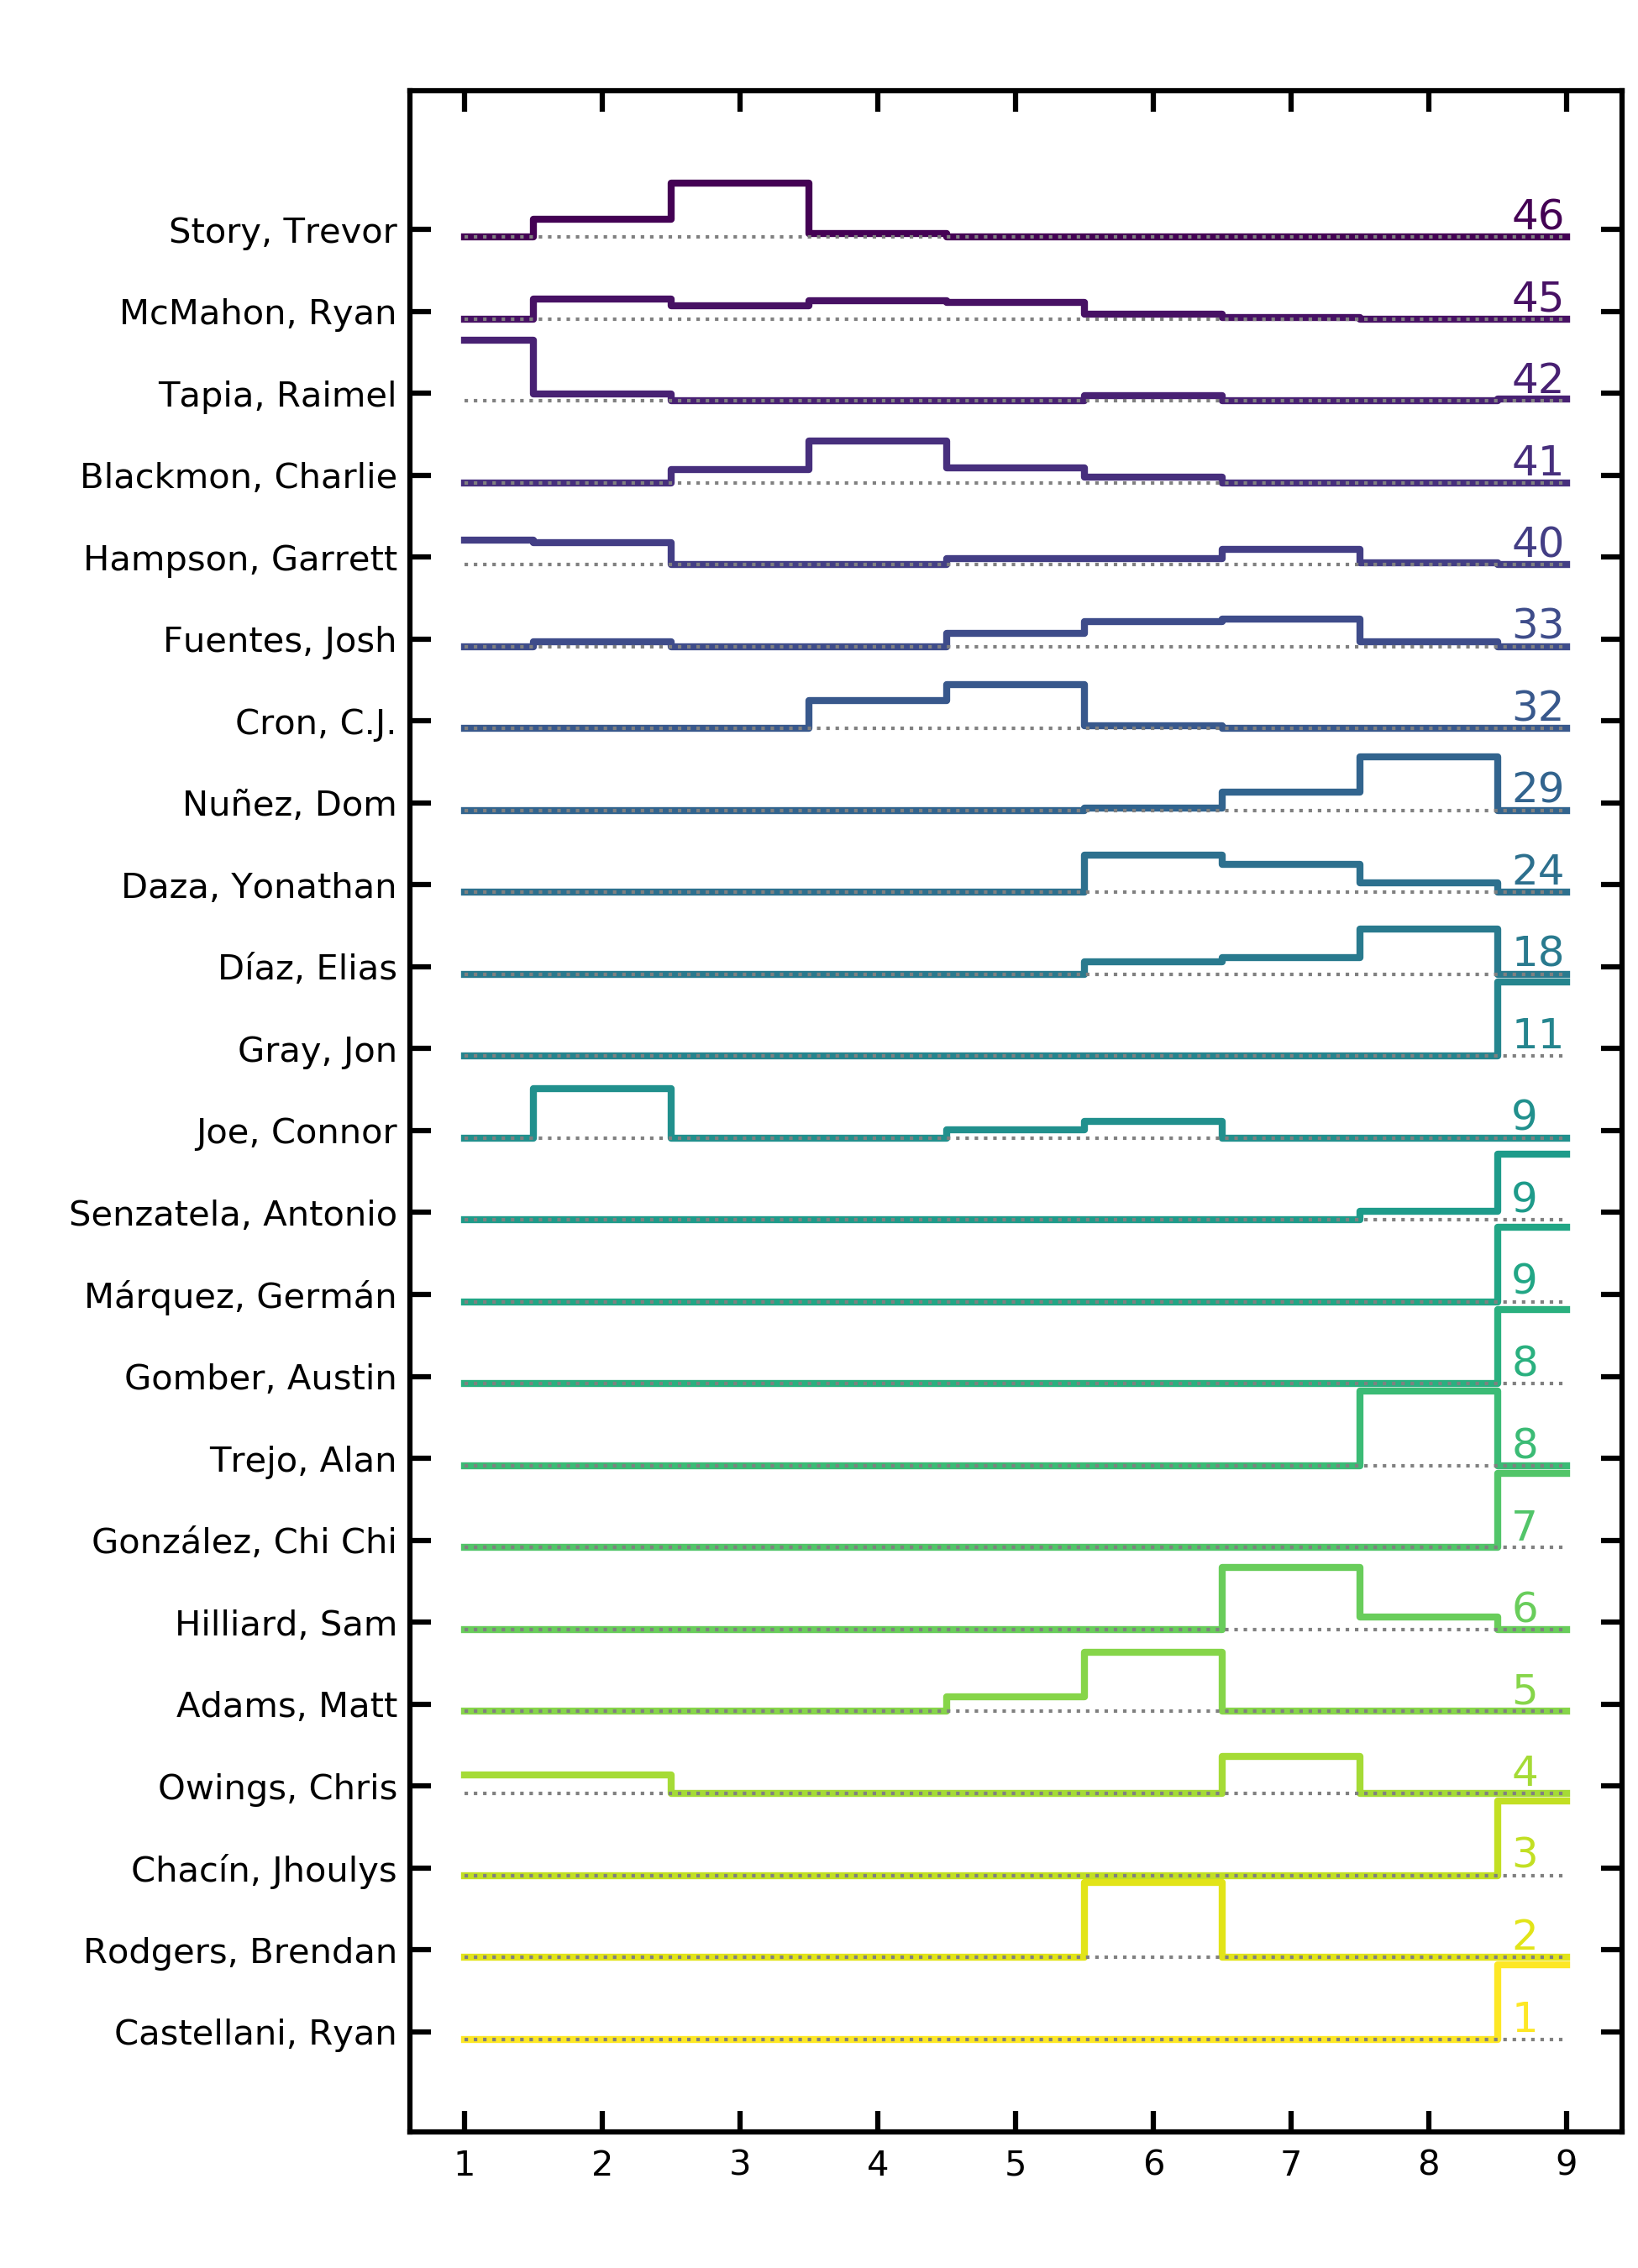 Story, Trevor 46
McMahon, Ryan 45
Tapia, Raimel 42
Blackmon, Charlie 41
Hampson, Garrett 40
Fuentes, Josh 33
Cron, C.J. 32
Nuñez, Dom 29
Daza, Yonathan 24
Díaz, Elias 18
Gray, Jon 11
Joe, Connor 9
Senzatela, Antonio 9
Márquez, Germán 9
Gomber, Austin 8
Trejo, Alan 8
González, Chi Chi 7
Hilliard, Sam 6
Adams, Matt 5
Owings, Chris 4
Chacín, Jhoulys 3
Rodgers, Brendan 2
Castellani, Ryan 1
1 2 3 4 5 6 7 8 9